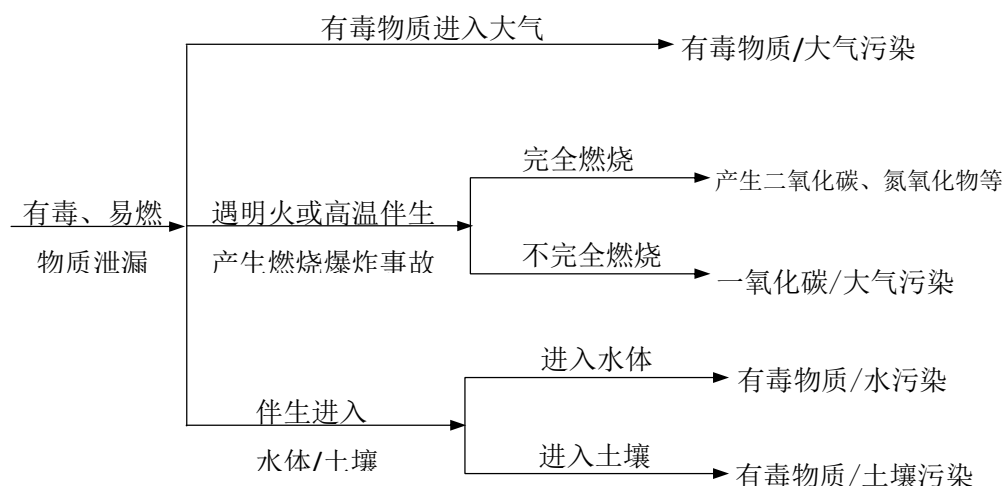 有毒物质进入大气
有毒物质/大气污染
完全燃烧
产生二氧化碳、氮氧化物等
有毒、易燃
物质泄漏
遇明火或高温伴生
产生燃烧爆炸事故
不完全燃烧
一氧化碳/大气污染
进入水体
有毒物质/水污染
伴生进入
水体/土壤
进入土壤
有毒物质/土壤污染